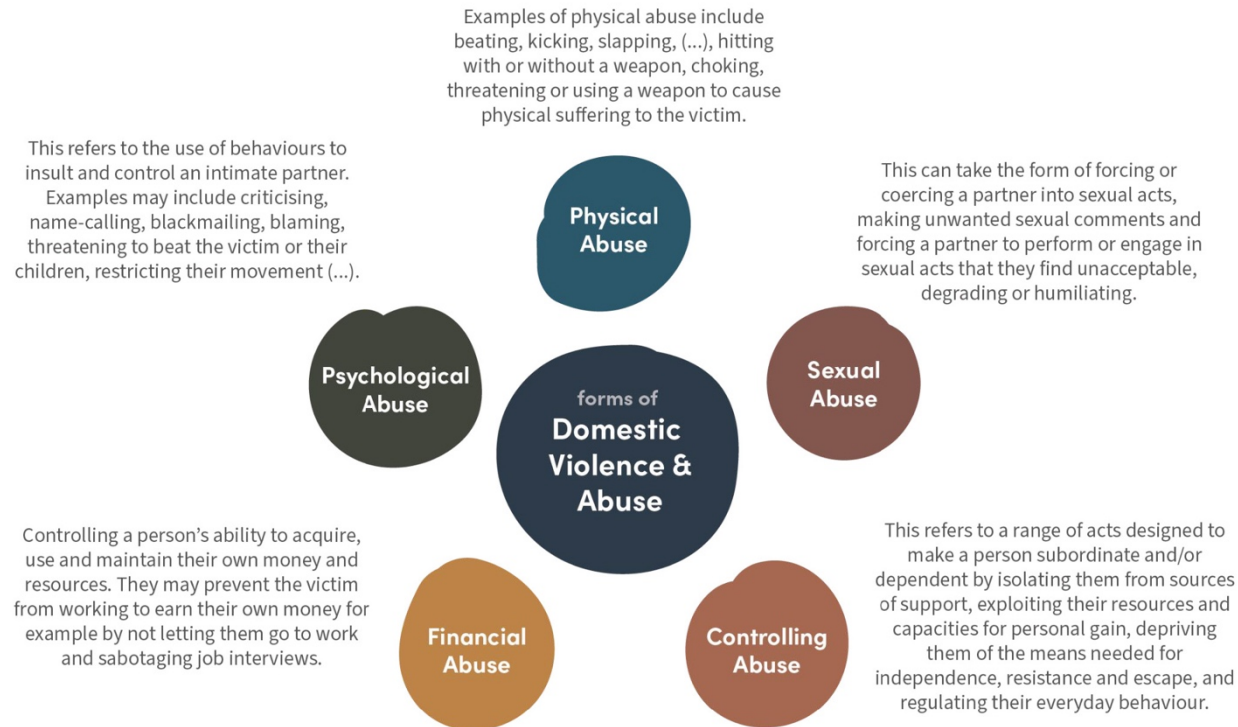 Examples of physical abuse include
beating, kicking, slapping, (...), hitting
with or without a weapon, choking,
threatening or using a weapon to cause
physical suffering to the victim.
This refers to the use of behaviours to
insult and control an intimate partner.
Examples may include criticising,
name-calling, blackmailing, blaming,
threatening to beat the victim or their
children, restricting their movement (...).
Physical
Abuse
This can take the form of forcing or
coercing a partner into sexual acts,
making unwanted sexual comments and
forcing a partner to perform or engage in
sexual acts that they find unacceptable,
degrading or humiliating.
Psychological
Abuse
Sexual
Abuse
forms of
Domestic
Violence &
Abuse
Controlling a person’s ability to acquire,
use and maintain their own money and
resources. They may prevent the victim
from working to earn their own money for
example by not letting them go to work
and sabotaging job interviews.
Financial
Abuse
Controlling
Abuse
This refers to a range of acts designed to
make a person subordinate and/or
dependent by isolating them from sources
of support, exploiting their resources and
capacities for personal gain, depriving
them of the means needed for
independence, resistance and escape, and
regulating their everyday behaviour.